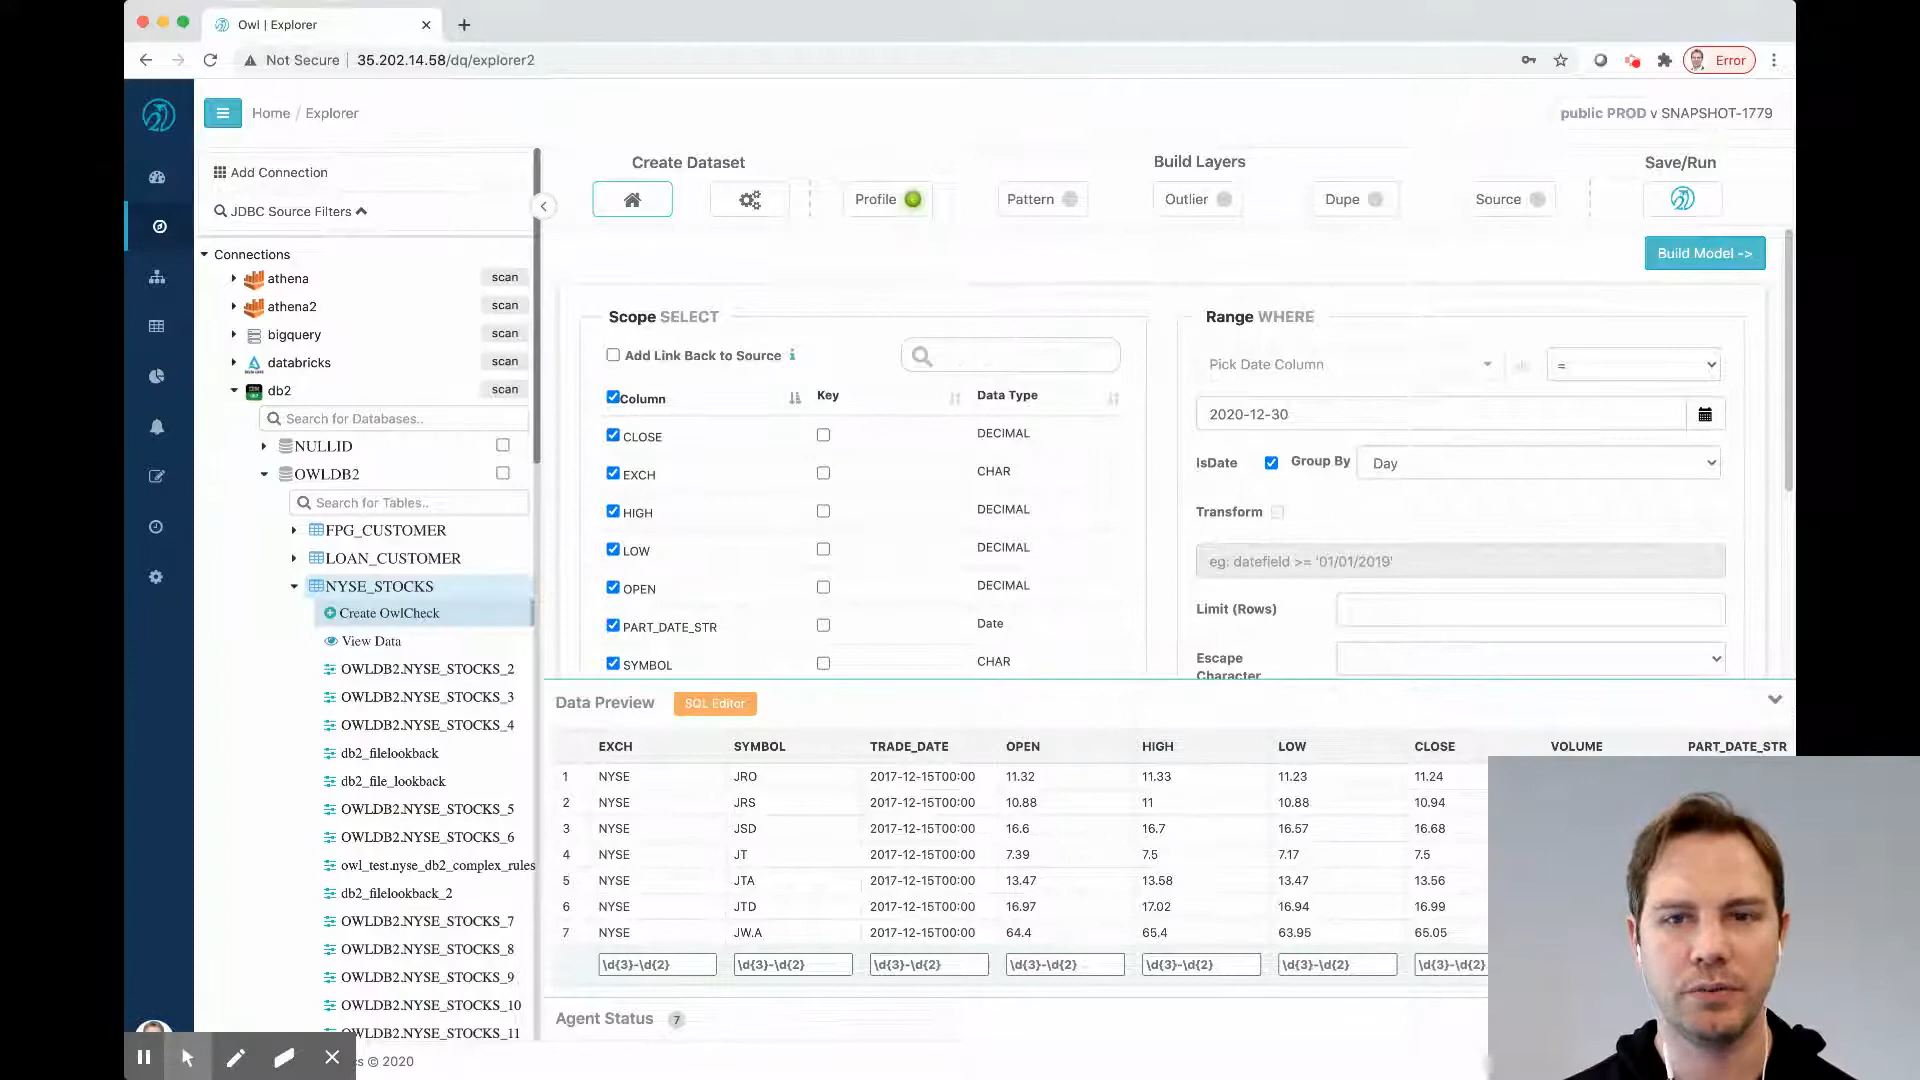 Owl | Explorer
Not Secure
35.202.14.58/dq/explorer2
Error
Home / Explorer
public PROD v SNAPSHOT-1779
Add Connection
JDBC Source Filters
Connections
athena scan
athena2 scan
bigquery scan
databricks scan
db2 scan
Search for Databases..
NULLID
OWLDB2
Search for Tables..
FPG_CUSTOMER
LOAN_CUSTOMER
NYSE_STOCKS
Create OwlCheck
View Data
OWLDB2.NYSE_STOCKS_2
OWLDB2.NYSE_STOCKS_3
OWLDB2.NYSE_STOCKS_4
db2_filelookback
db2_file_lookback
OWLDB2.NYSE_STOCKS_5
OWLDB2.NYSE_STOCKS_6
owl_test.nyse_db2_complex_rules
db2_filelookback_2
OWLDB2.NYSE_STOCKS_7
OWLDB2.NYSE_STOCKS_8
OWLDB2.NYSE_STOCKS_9
OWLDB2.NYSE_STOCKS_10
OWLDB2.NYSE_STOCKS_11
© 2020
Create Dataset
Build Layers
Save/Run
Profile
Pattern
Outlier
Dupe
Source
Build Model ->
Scope SELECT
Add Link Back to Source
Column Key Data Type
CLOSE DECIMAL
EXCH CHAR
HIGH DECIMAL
LOW DECIMAL
OPEN DECIMAL
PART_DATE_STR Date
SYMBOL CHAR
Range WHERE
Pick Date Column =
2020-12-30
IsDate Group By Day
Transform
eg: datefield >= '01/01/2019'
Limit (Rows)
Escape
Character
Data Preview SQL Editor
EXCH SYMBOL TRADE_DATE OPEN HIGH LOW CLOSE VOLUME PART_DATE_STR
1 NYSE JRO 2017-12-15T00:00 11.32 11.33 11.23 11.24
2 NYSE JRS 2017-12-15T00:00 10.88 11 10.88 10.94
3 NYSE JSD 2017-12-15T00:00 16.6 16.7 16.57 16.68
4 NYSE JT 2017-12-15T00:00 7.39 7.5 7.17 7.5
5 NYSE JTA 2017-12-15T00:00 13.47 13.58 13.47 13.56
6 NYSE JTD 2017-12-15T00:00 16.97 17.02 16.94 16.99
7 NYSE JW.A 2017-12-15T00:00 64.4 65.4 63.95 65.05
\d{3}-\d{2} \d{3}-\d{2} \d{3}-\d{2} \d{3}-\d{2} \d{3}-\d{2} \d{3}-\d{2} \d{3}-\d{2}
Agent Status 7